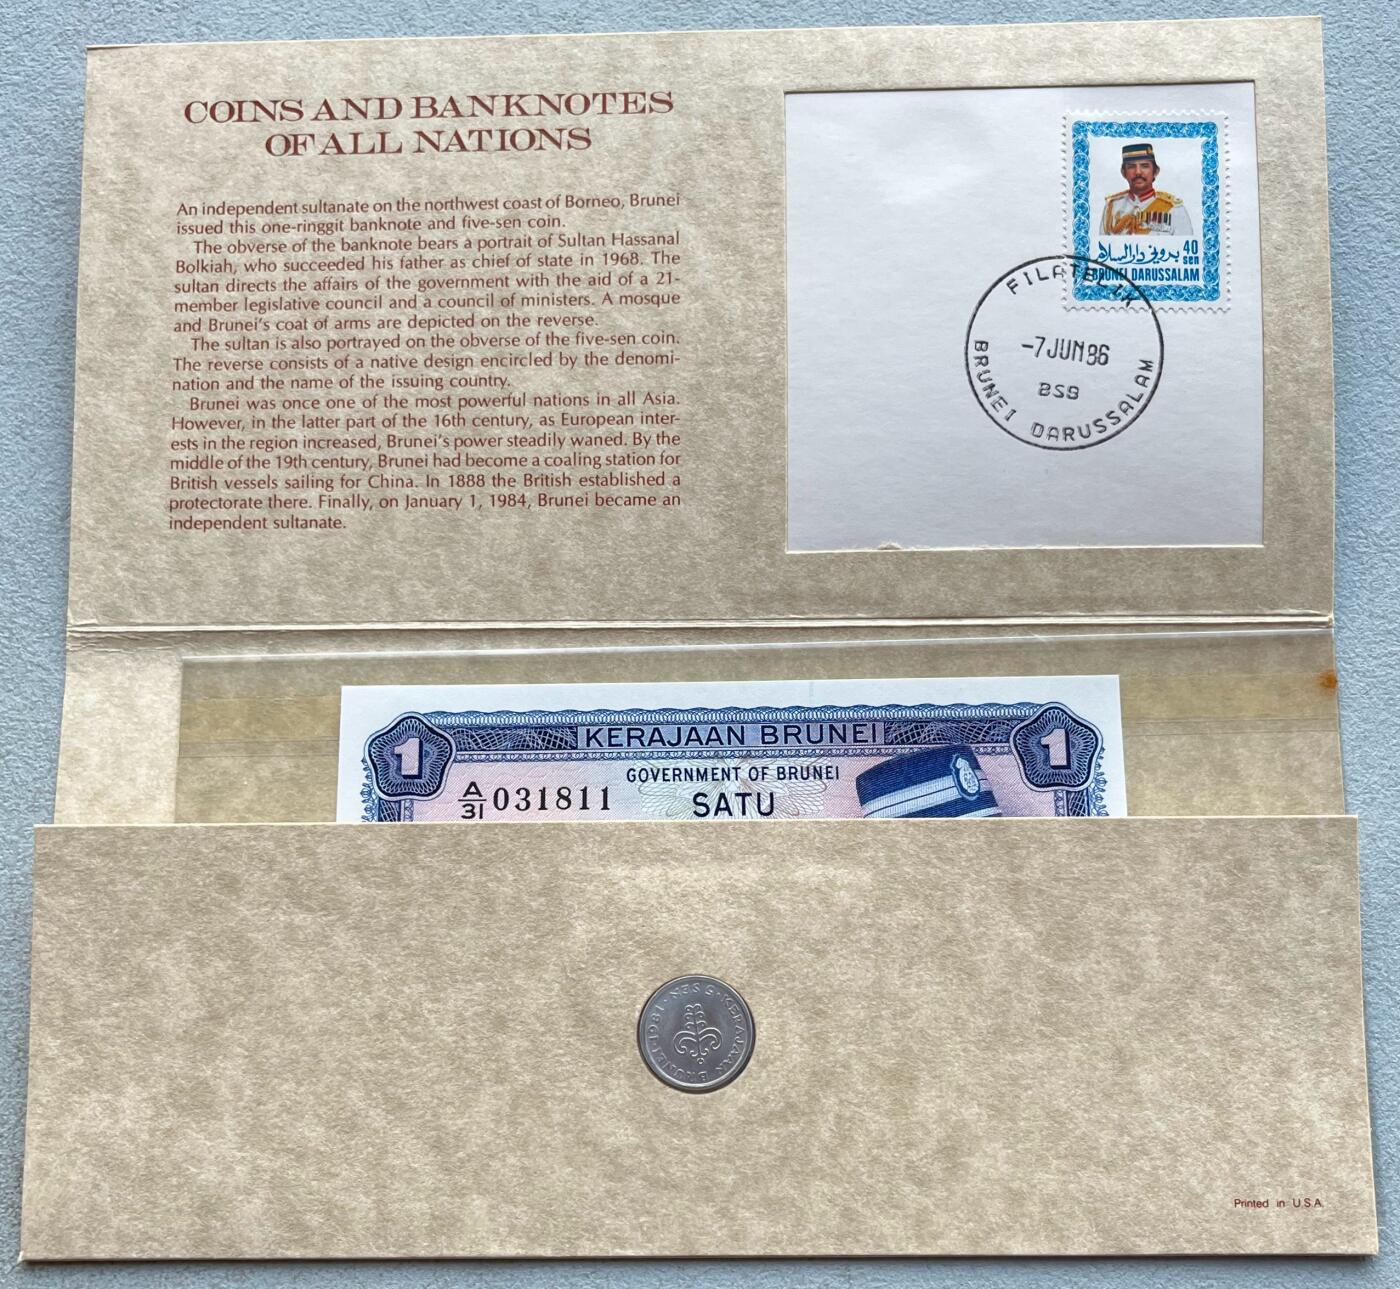 COINS AND BANKNOTES
OF ALL NATIONS
An independent sultanate on the northwest coast of Borneo, Brunei
issued this one-ringgit banknote and five-sen coin.
The obverse of the banknote bears a portrait of Sultan Hassanal
Bolkiah, who succeeded his father as chief of state in 1968. The
sultan directs the affairs of the government with the aid of a 21-
member legislative council and a council of ministers. A mosque
and Brunei's coat of arms are depicted on the reverse.
The sultan is also portrayed on the obverse of the five-sen coin.
The reverse consists of a native design encircled by the denomi-
nation and the name of the issuing country.
Brunei was once one of the most powerful nations in all Asia.
However, in the latter part of the 16th century, as European inter-
ests in the region increased, Brunei's power steadily waned. By the
middle of the 19th century, Brunei had become a coaling station for
British vessels sailing for China. In 1888 the British established a
protectorate there. Finally, on January 1, 1984, Brunei became an
independent sultanate.
بروني دارالسلام
40
sen
BRUNEI DARUSSALAM
FILATELIK
-7JUN86
BSB
BRUNEI DARUSSALAM
1
KERAJAAN BRUNEI
1
GOVERNMENT OF BRUNEI
A/31 031811
SATU
KERAJAAN BRUNEI · 1981 · 5 SEN ·
Printed in U.S.A.